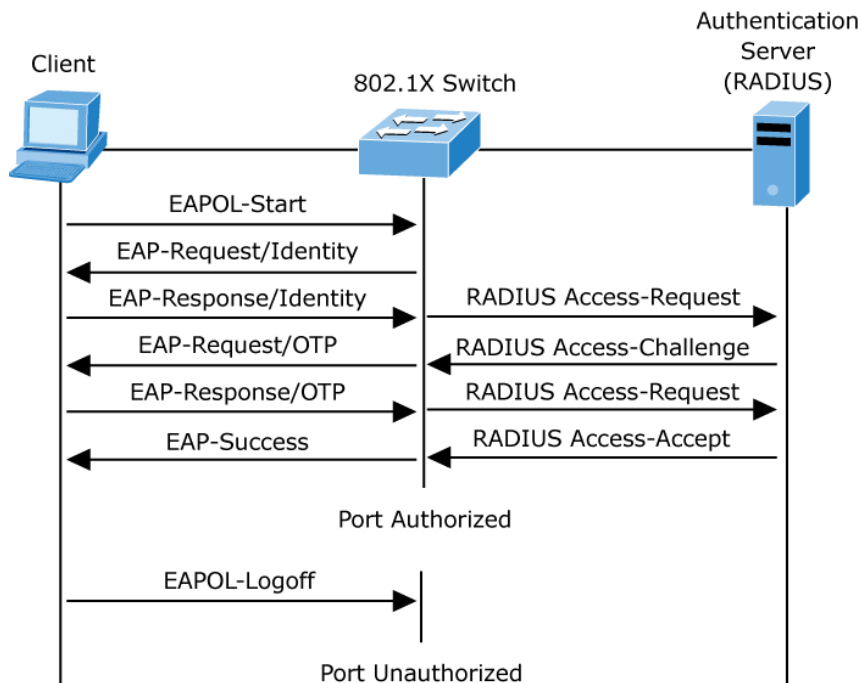 Authentication
Server
(RADIUS)
Client
802.1X Switch
EAPOL-Start
EAP-Request/Identity
EAP-Response/Identity
RADIUS Access-Request
EAP-Request/OTP
RADIUS Access-Challenge
EAP-Response/OTP
RADIUS Access-Request
EAP-Success
RADIUS Access-Accept
Port Authorized
EAPOL-Logoff
Port Unauthorized